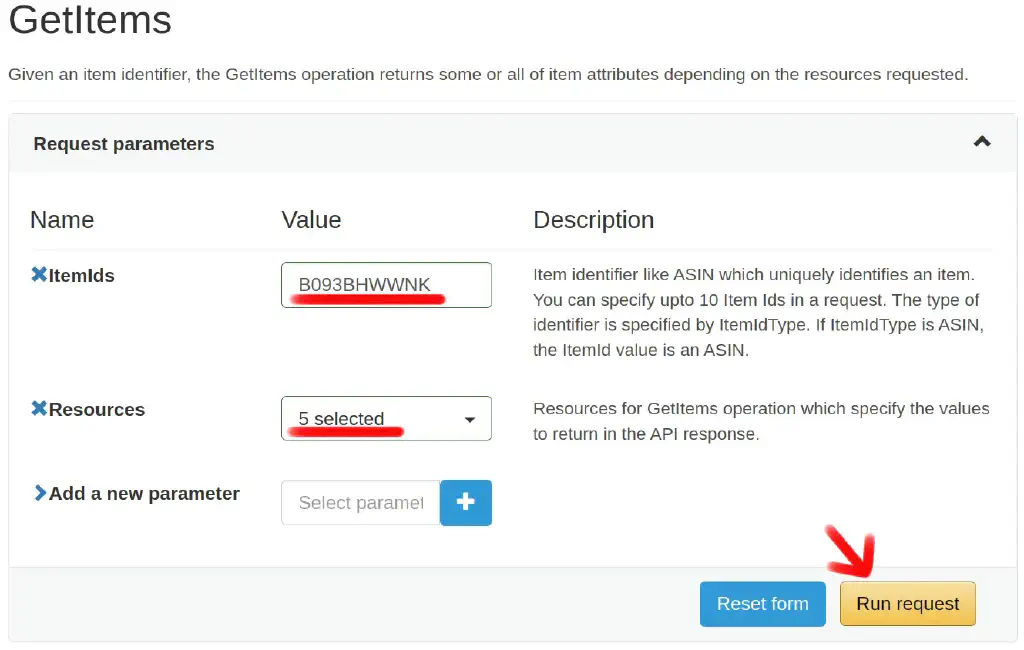 GetItems
Given an item identifier, the GetItems operation returns some or all of item attributes depending on the resources requested.
Request parameters
Name Value Description
ItemIds B093BHWWNK Item identifier like ASIN which uniquely identifies an item.
You can specify upto 10 Item Ids in a request. The type of
identifier is specified by ItemIdType. If ItemIdType is ASIN,
the ItemId value is an ASIN.
Resources 5 selected Resources for GetItems operation which specify the values
to return in the API response.
Add a new parameter Select paramet
Reset form Run request